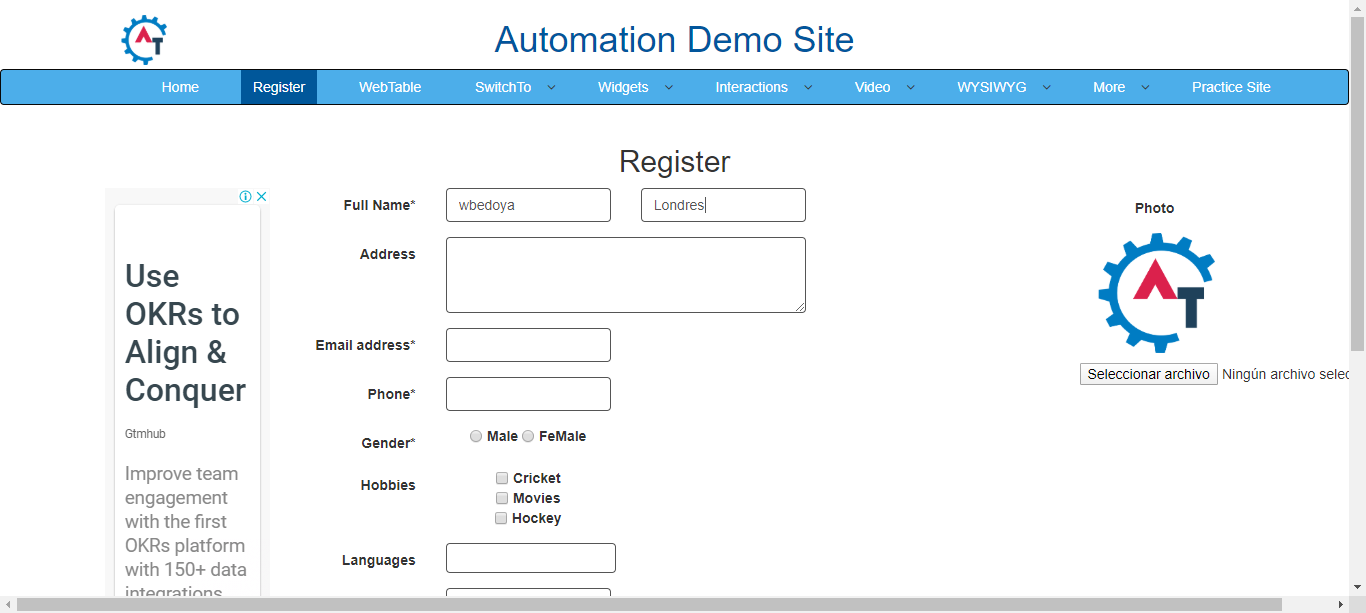 AT
Automation Demo Site
Home Register WebTable SwitchTo Widgets Interactions Video WYSIWYG More Practice Site
Register
Full Name* wbedoya Londres
Address
Email address*
Phone*
Gender* Male FeMale
Hobbies Cricket
Movies
Hockey
Languages
Use
OKRs to
Align &
Conquer
Gtmhub
Improve team
engagement
with the first
OKRs platform
with 150+ data
integrations
Photo
AT
Seleccionar archivo Ningún archivo selec